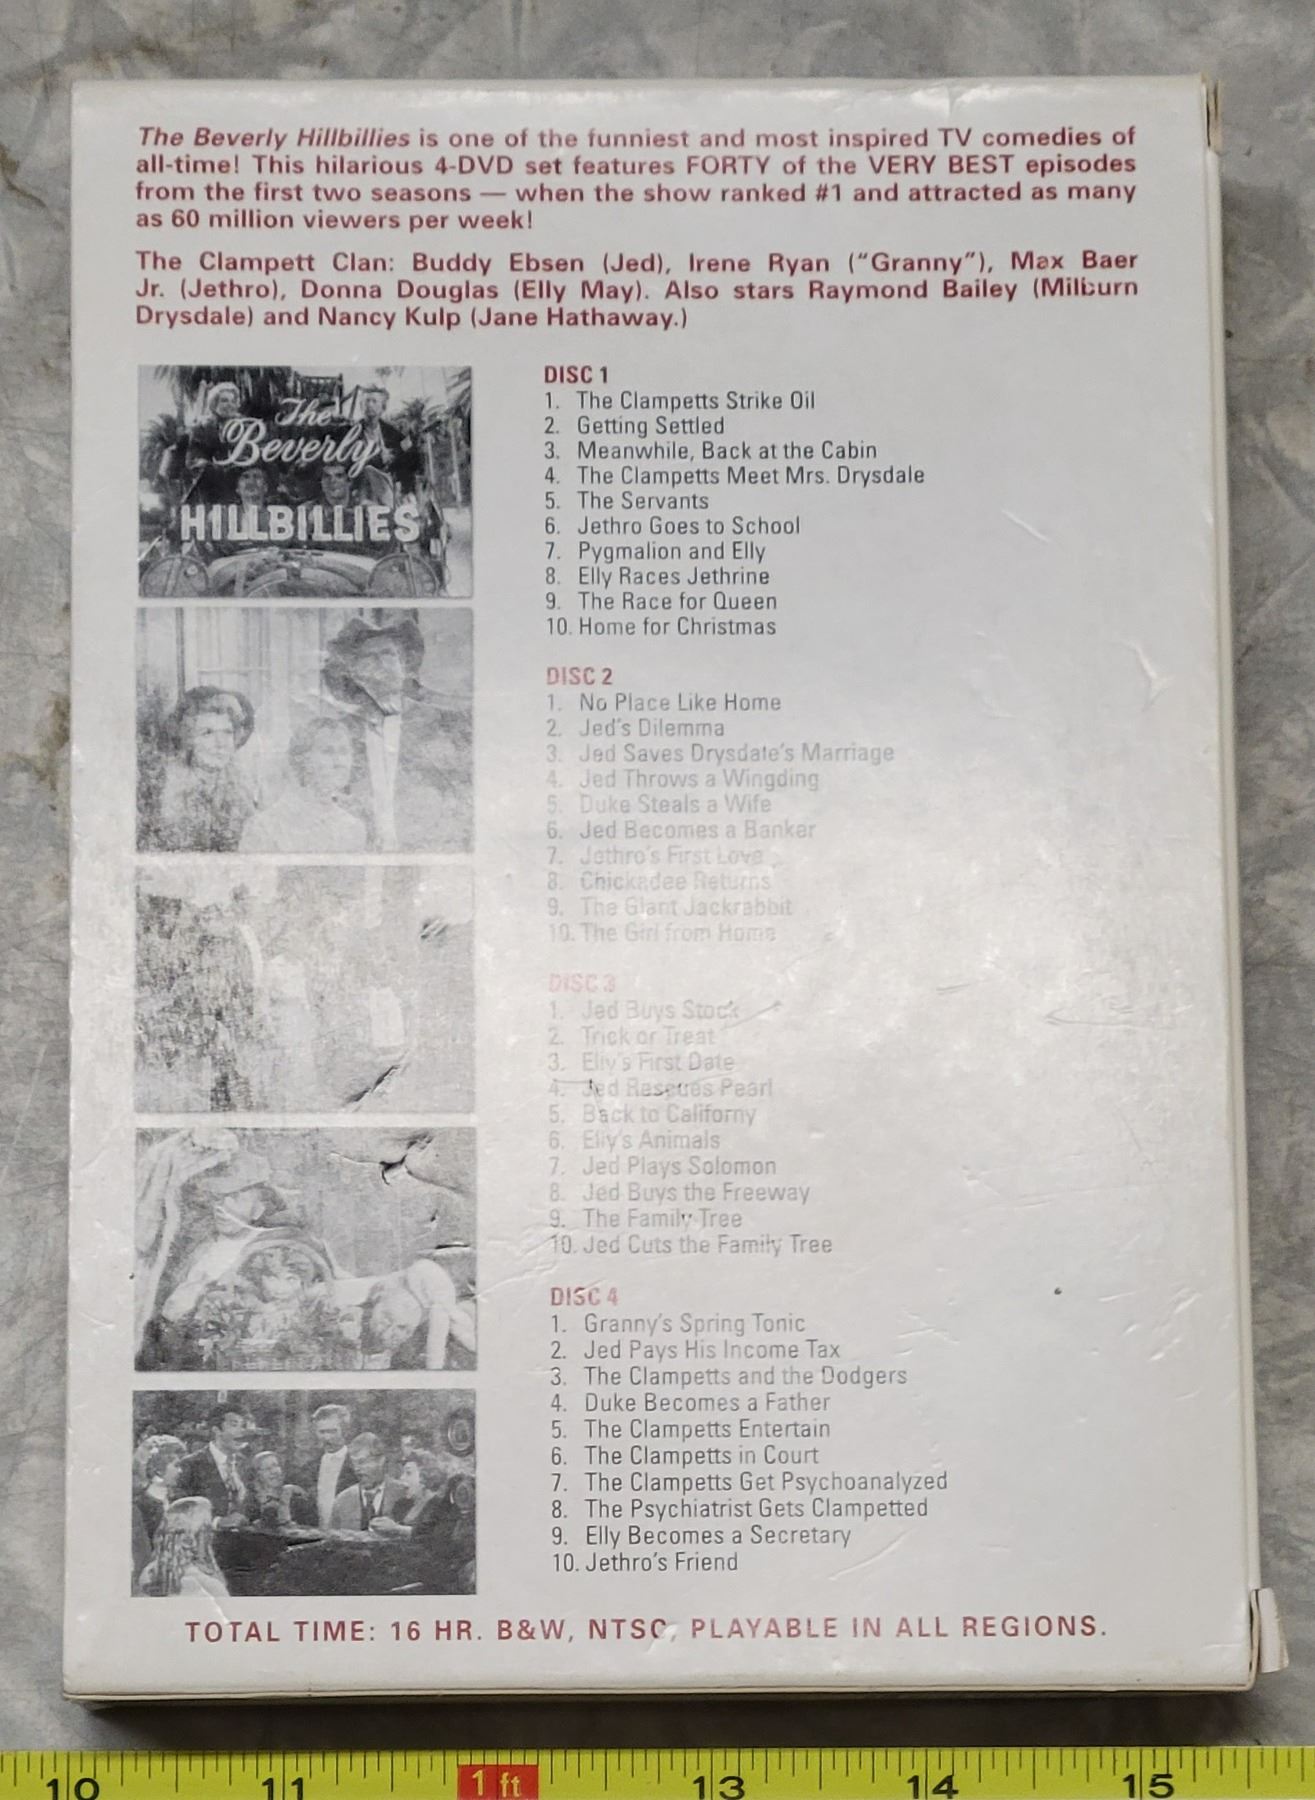 The Beverly Hillbillies is one of the funniest and most inspired TV comedies of
all-time! This hilarious 4-DVD set features FORTY of the VERY BEST episodes
from the first two seasons — when the show ranked #1 and attracted as many
as 60 million viewers per week!
The Clampett Clan: Buddy Ebsen (Jed), Irene Ryan ("Granny"), Max Baer
Jr. (Jethro), Donna Douglas (Elly May). Also stars Raymond Bailey (Milburn
Drysdale) and Nancy Kulp (Jane Hathaway.)
The
Beverly
HILLBILLIES
DISC 1
1. The Clampetts Strike Oil
2. Getting Settled
3. Meanwhile, Back at the Cabin
4. The Clampetts Meet Mrs. Drysdale
5. The Servants
6. Jethro Goes to School
7. Pygmalion and Elly
8. Elly Races Jethrine
9. The Race for Queen
10. Home for Christmas
DISC 2
1. No Place Like Home
2. Jed's Dilemma
3. Jed Saves Drysdale's Marriage
4. Jed Throws a Wingding
5. Duke Steals a Wife
6. Jed Becomes a Banker
7. Jethro's First Love
8. Chickadee Returns
9. The Giant Jackrabbit
10. The Girl from Home
DISC 3
1. Jed Buys Stock
2. Trick or Treat
3. Elly's First Date
4. Jed Rescues Pearl
5. Back to Californy
6. Elly's Animals
7. Jed Plays Solomon
8. Jed Buys the Freeway
9. The Family Tree
10. Jed Cuts the Family Tree
DISC 4
1. Granny's Spring Tonic
2. Jed Pays His Income Tax
3. The Clampetts and the Dodgers
4. Duke Becomes a Father
5. The Clampetts Entertain
6. The Clampetts in Court
7. The Clampetts Get Psychoanalyzed
8. The Psychiatrist Gets Clampetted
9. Elly Becomes a Secretary
10. Jethro's Friend
TOTAL TIME: 16 HR. B&W, NTSC, PLAYABLE IN ALL REGIONS.
10 11 1 ft 13 14 15